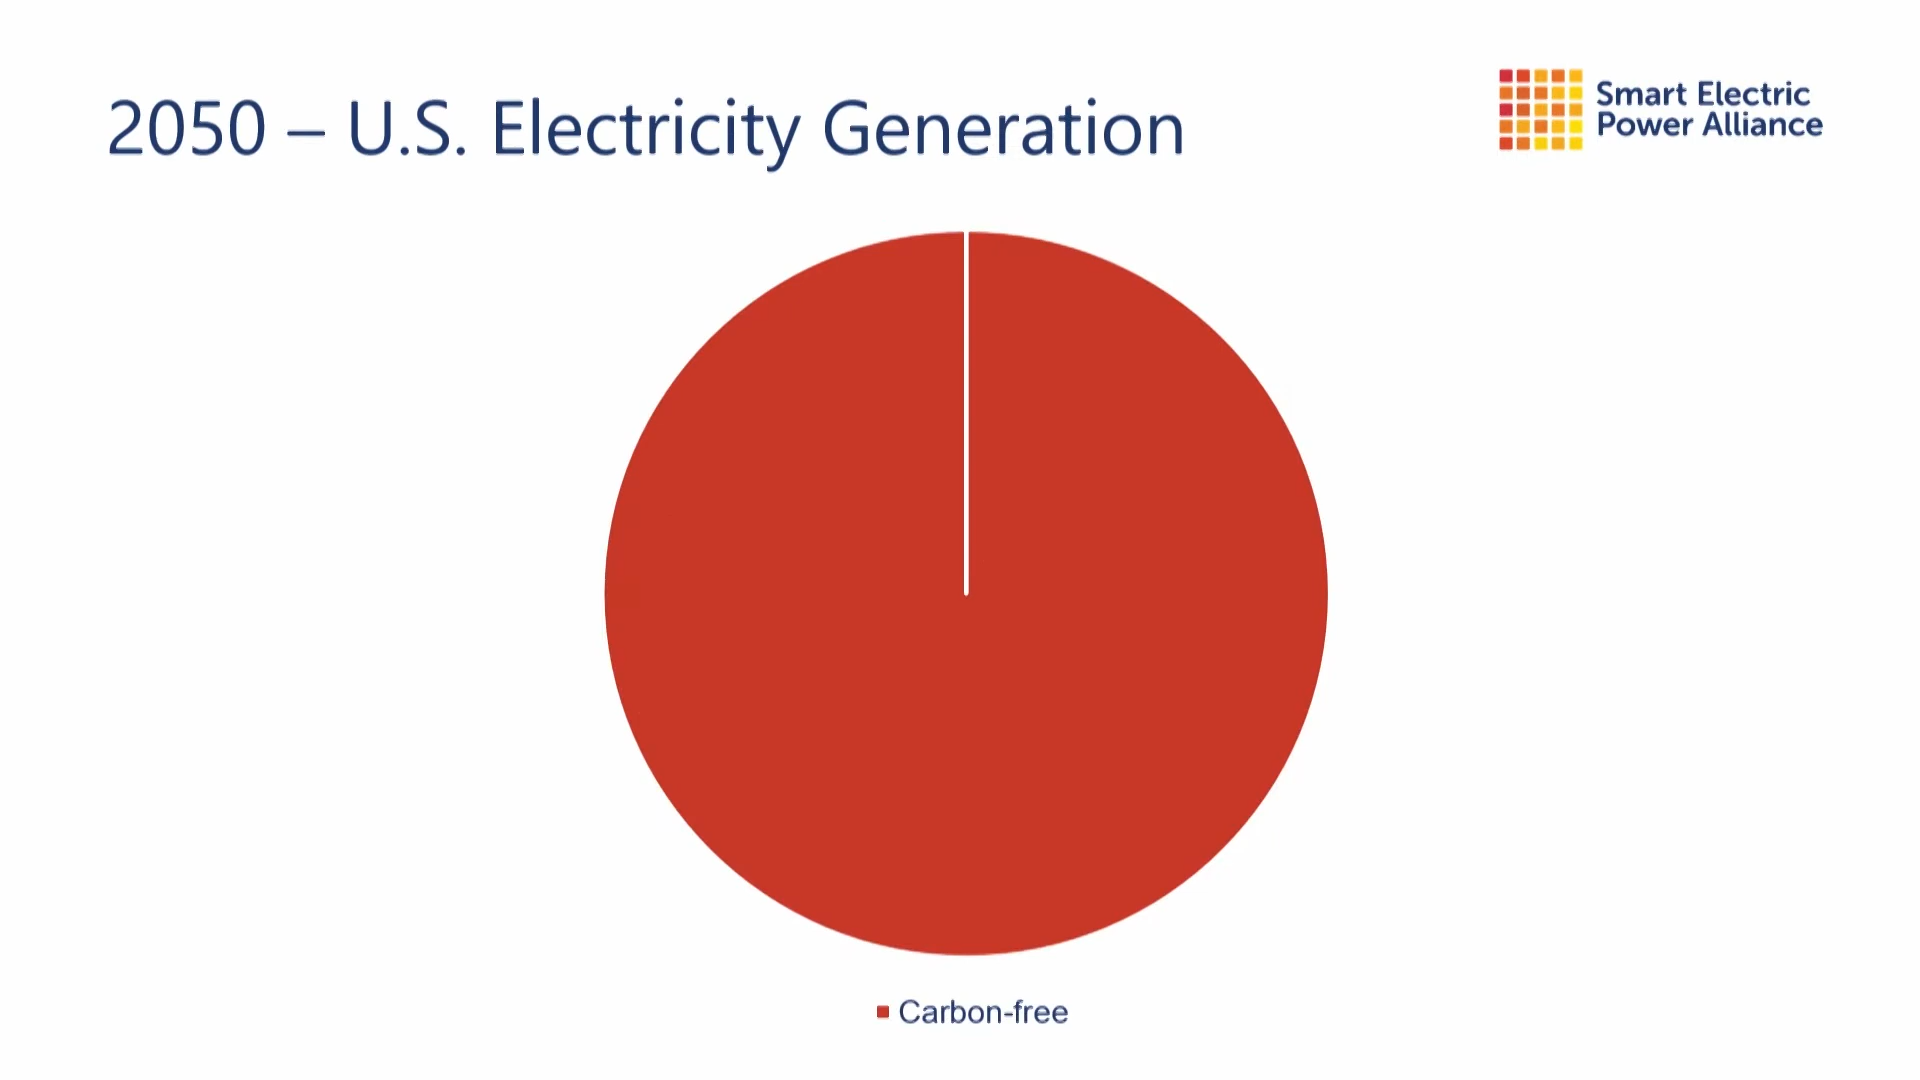 2050 – U.S. Electricity Generation
Smart Electric
Power Alliance
Carbon-free